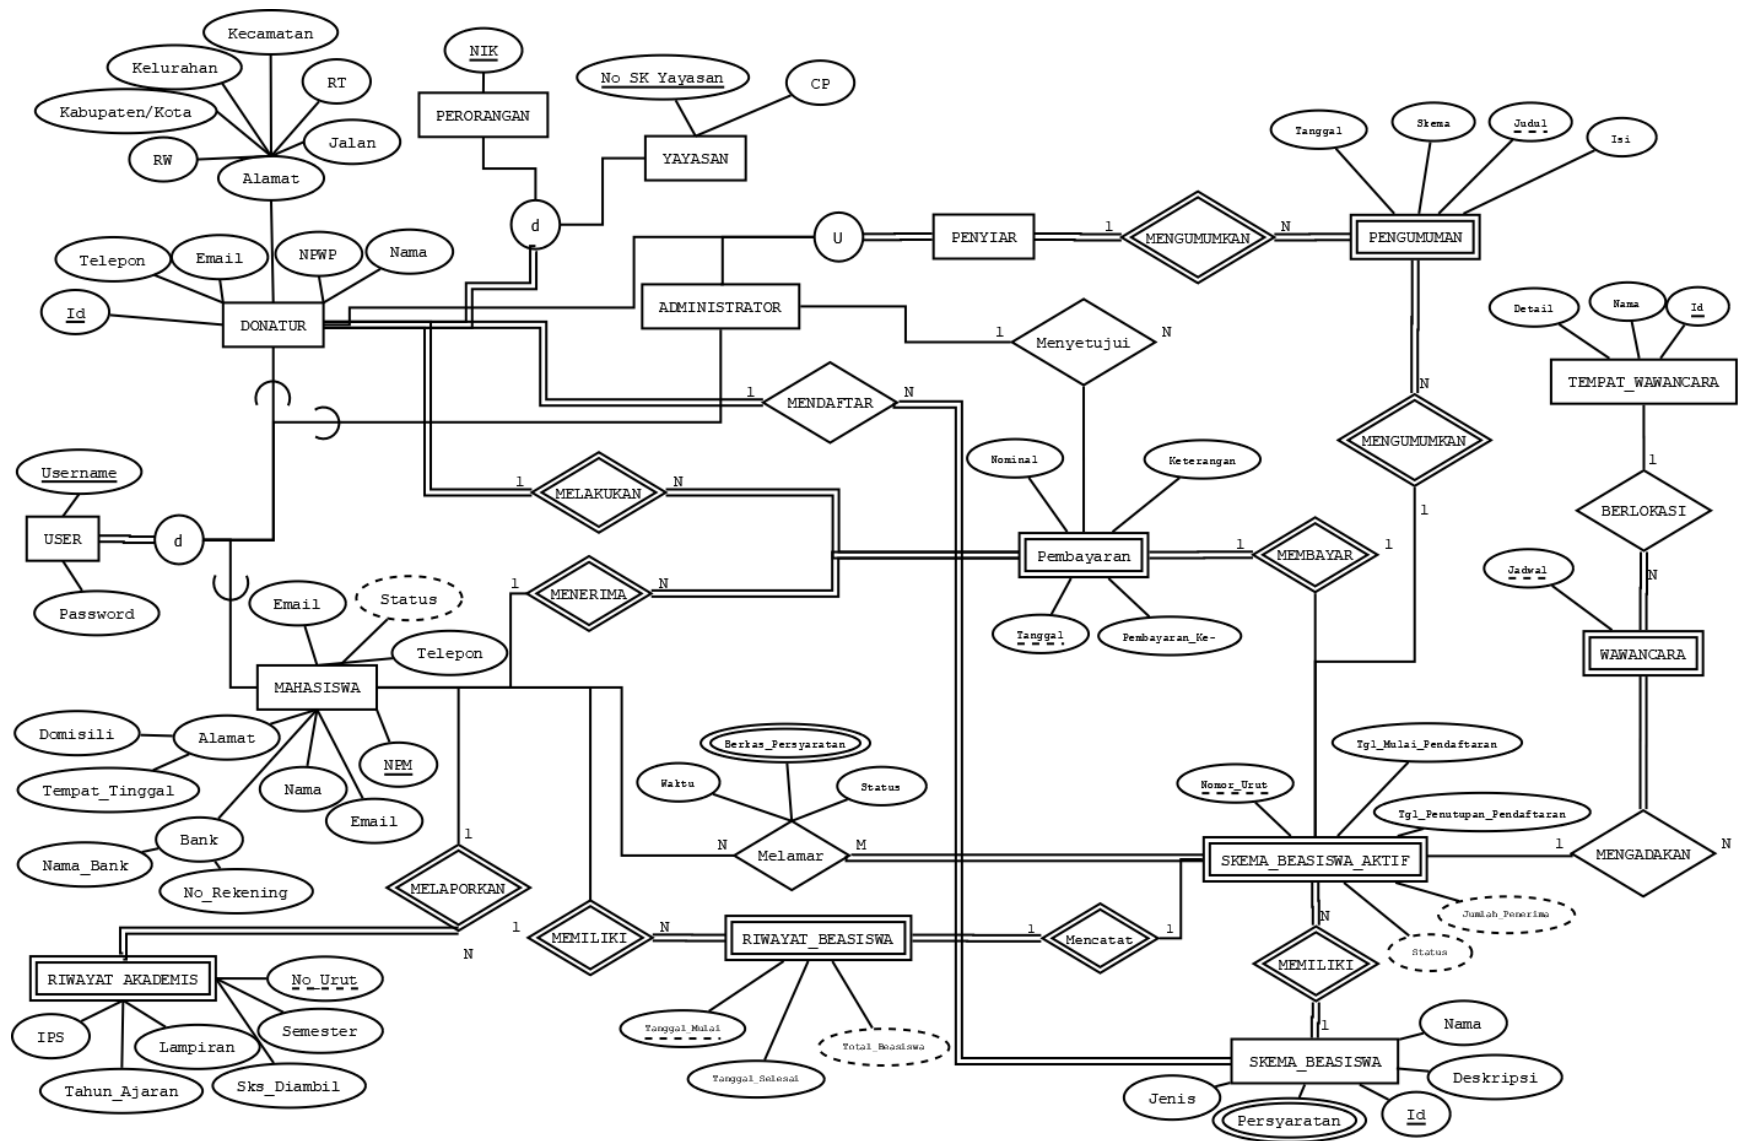 Kecamatan
Kelurahan
RT
Kabupaten/Kota
Jalan
RW
Alamat
NIK
PERORANGAN
No SK Yayasan
CP
YAYASAN
d
Telepon
Email
NPWP
Nama
Id
DONATUR
U
PENYIAR
1
MENGUMUMKAN
N
PENGUMUMAN
Tanggal
Skema
Judul
Isi
ADMINISTRATOR
1
Menyetujui
N
Detail
Nama
Id
TEMPAT_WAWANCARA
1
MENDAFTAR
N
N
MENGUMUMKAN
1
1
BERLOKASI
N
Username
USER
d
Password
1
MELAKUKAN
N
Nominal
Keterangan
Pembayaran
1
MEMBAYAR
1
Tanggal
Pembayaran_Ke-
1
MENERIMA
N
Jadwal
WAWANCARA
Email
Status
Telepon
MAHASISWA
Domisili
Alamat
Tempat_Tinggal
Nama
NPM
Email
Bank
Nama_Bank
No_Rekening
Berkas_Persyaratan
Waktu
Status
N
Melamar
M
Nomor_Urut
Tgl_Mulai_Pendaftaran
Tgl_Penutupan_Pendaftaran
SKEMA_BEASISWA_AKTIF
1
MENGADAKAN
N
Jumlah_Penerima
Status
1
MELAPORKAN
N
1
MEMILIKI
N
RIWAYAT_BEASISWA
1
Mencatat
1
N
MEMILIKI
1
RIWAYAT AKADEMIS
No_Urut
Semester
IPS
Lampiran
Tahun_Ajaran
Sks_Diambil
Tanggal_Mulai
Total_Beasiswa
Tanggal_Selesai
SKEMA_BEASISWA
Nama
Deskripsi
Jenis
Persyaratan
Id